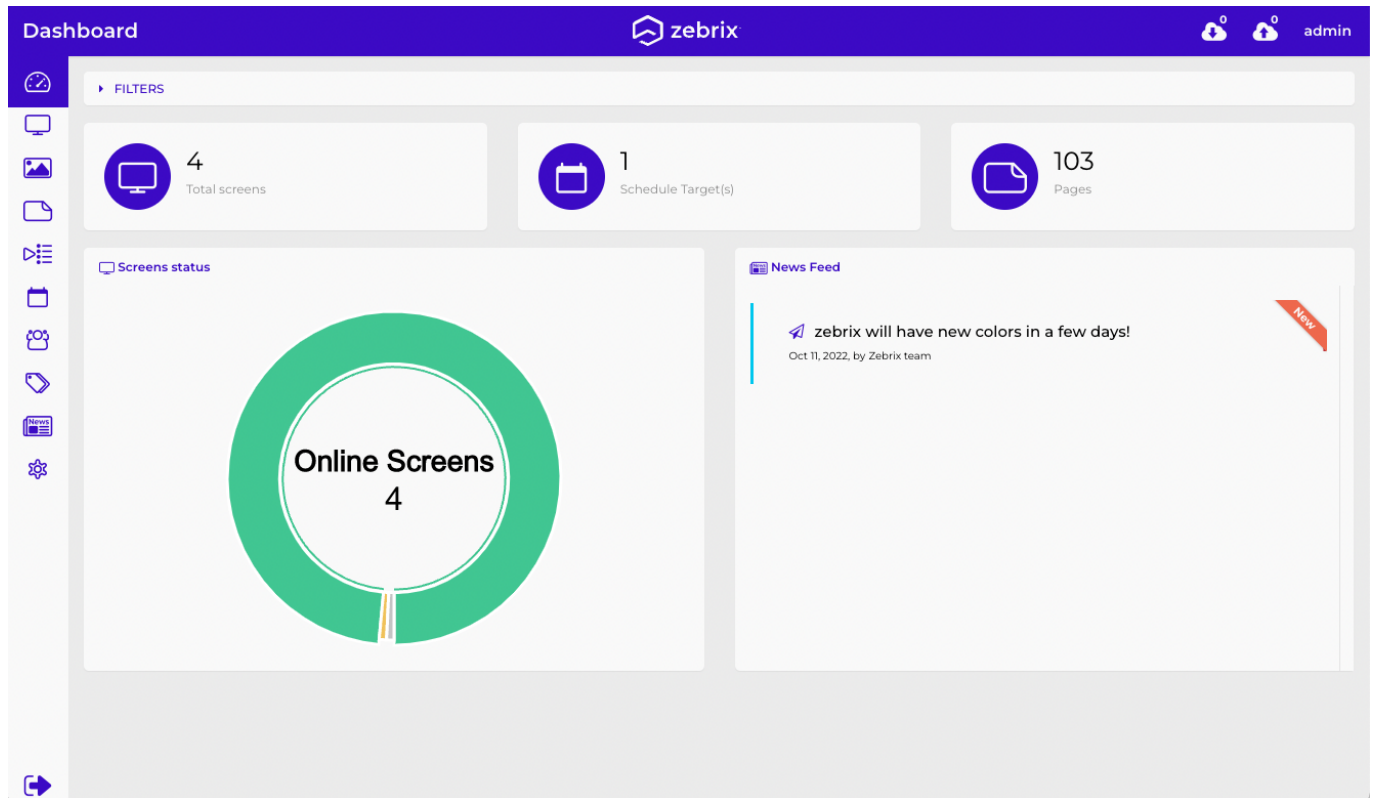 Dashboard
zebrix
0
0
admin
FILTERS
4
Total screens
1
Schedule Target(s)
103
Pages
Screens status
Online Screens
4
News Feed
zebrix will have new colors in a few days!
Oct 11, 2022, by Zebrix team
New
News